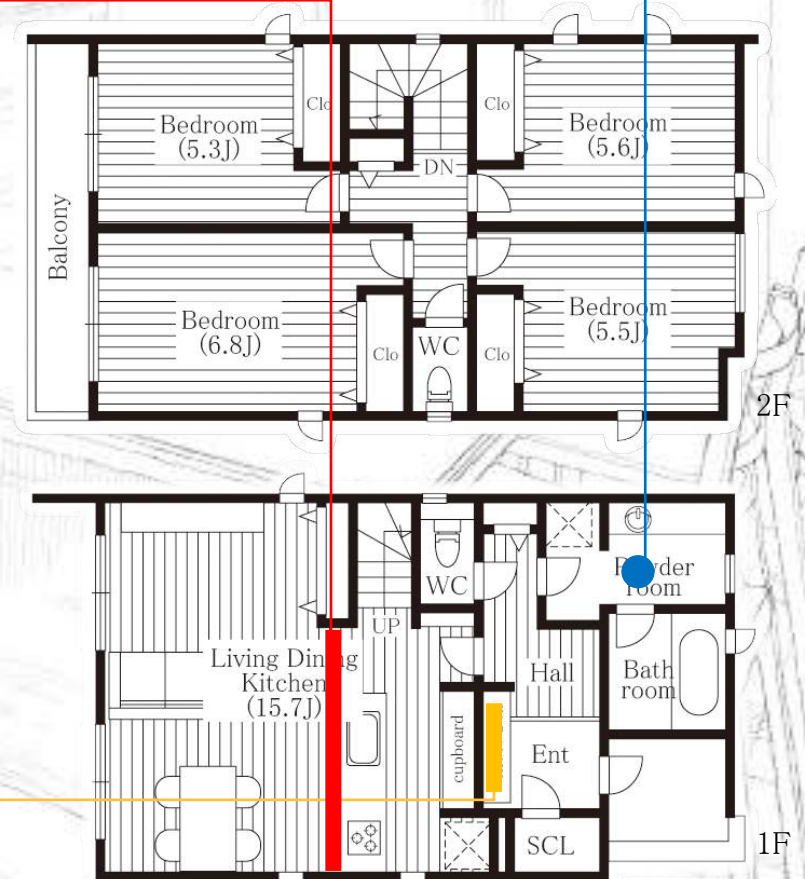 Bedroom
(5.3J)
Clo
Clo
Bedroom
(5.6J)
DN
Balcony
Bedroom
(6.8J)
Clo
WC
Clo
Bedroom
(5.5J)
2F
WC
Powder
room
UP
Living Dining
Kitchen
(15.7J)
Hall
Bath
room
cupboard
Ent
SCL
1F